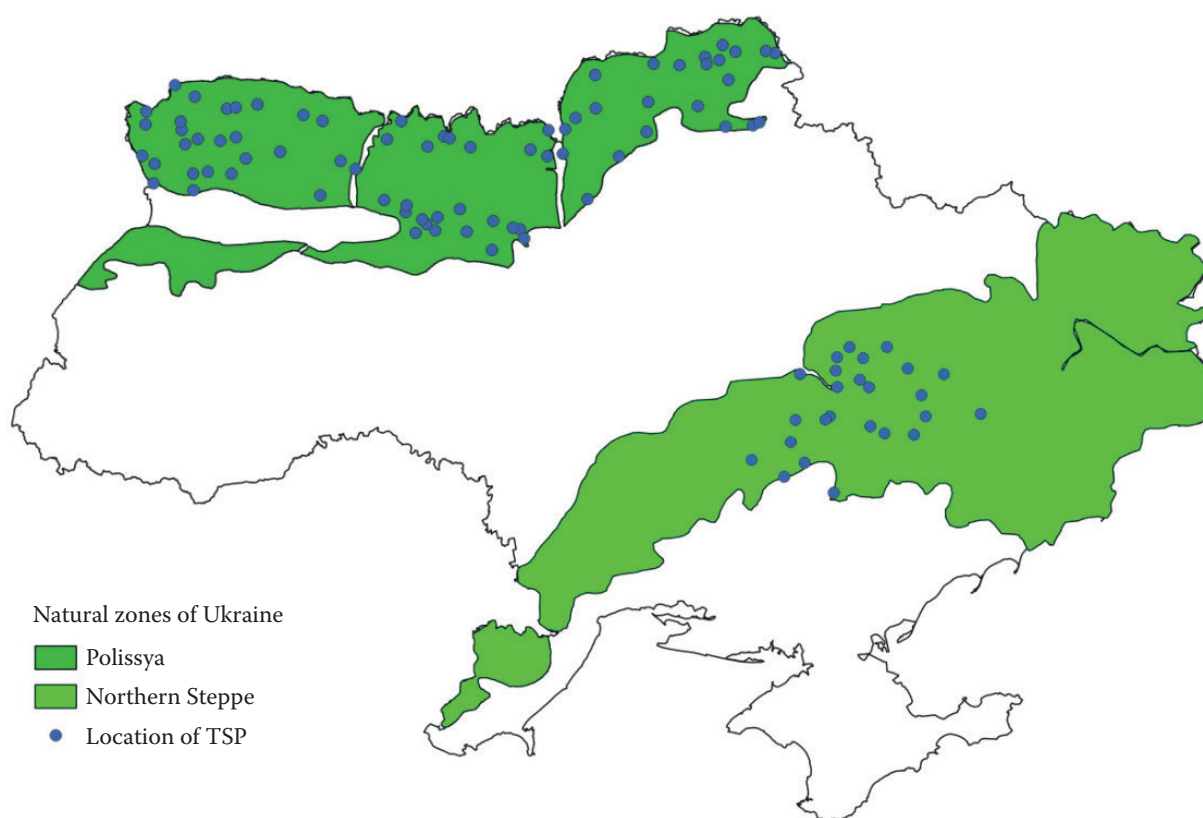 Natural zones of Ukraine
Polissya
Northern Steppe
Location of TSP